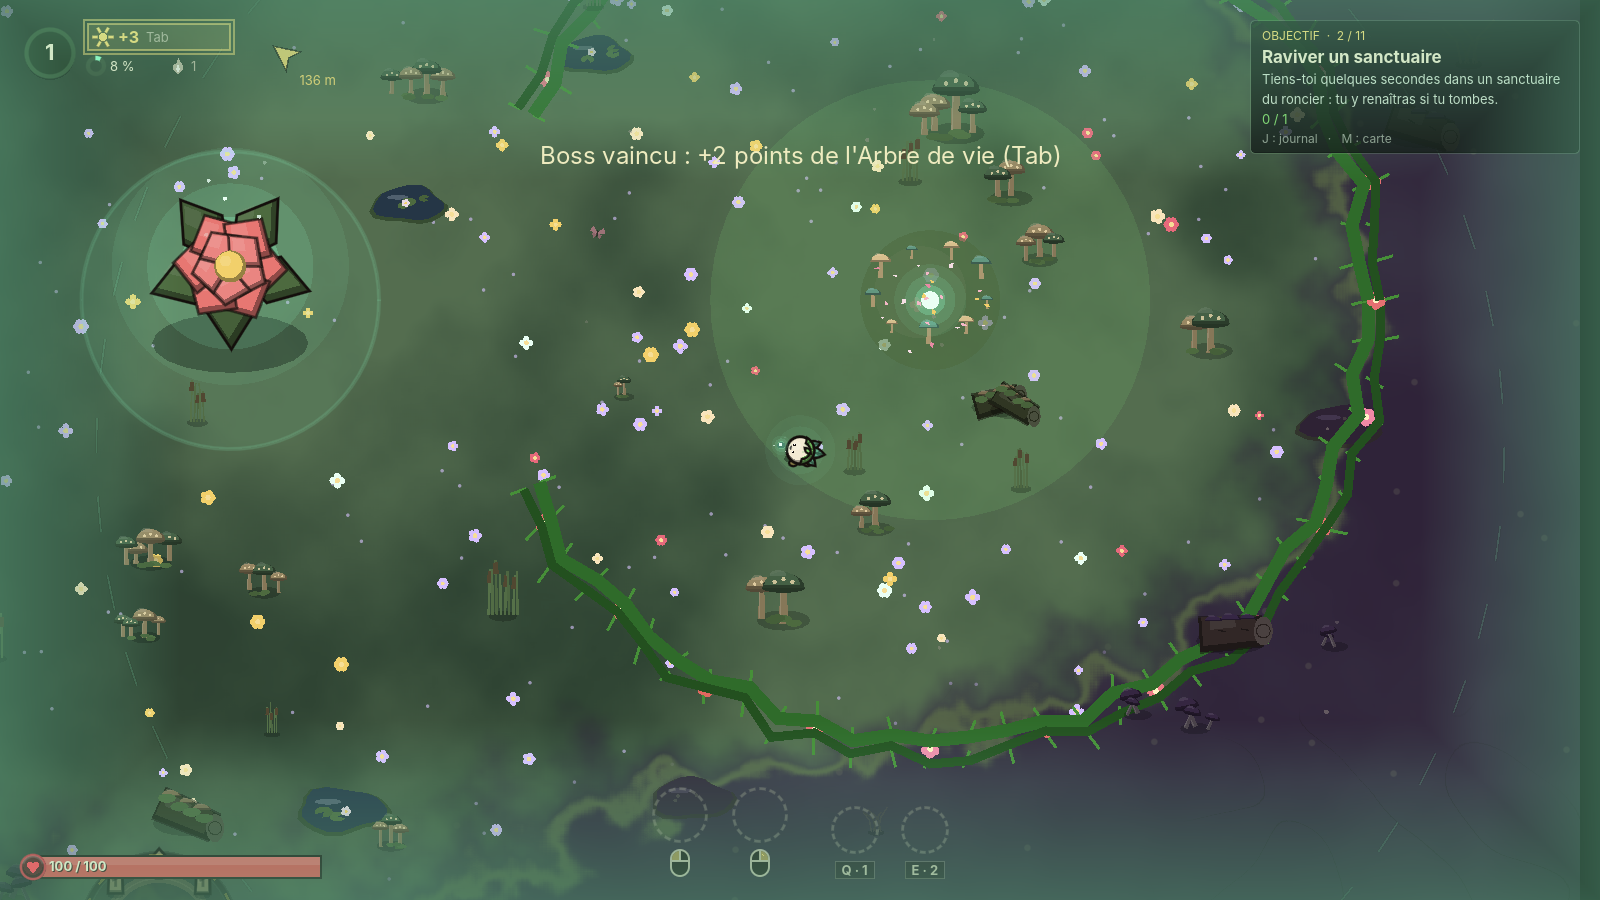 1
+3 Tab
8 %
1
136 m
OBJECTIF · 2 / 11
Raviver un sanctuaire
Tiens-toi quelques secondes dans un sanctuaire
du roncier : tu y renaîtras si tu tombes.
0 / 1
J : journal · M : carte
Boss vaincu : +2 points de l'Arbre de vie (Tab)
100 / 100
Q · 1
E · 2